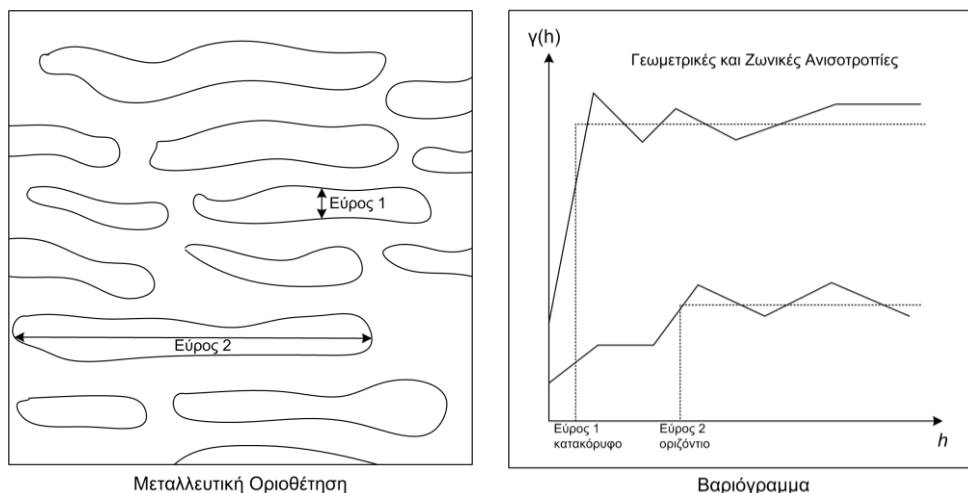 Εύρος 1
Εύρος 2
Μεταλλευτική Οριοθέτηση
γ(h)
Γεωμετρικές και Ζωνικές Ανισοτροπίες
Εύρος 1
κατακόρυφο
Εύρος 2
οριζόντιο
h
Βαριόγραμμα